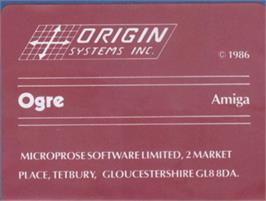 ORIGIN
SYSTEMS INC.
© 1986
Ogre
Amiga
MICROPROSE SOFTWARE LIMITED, 2 MARKET
PLACE, TETBURY, GLOUCESTERSHIRE GL8 8DA.